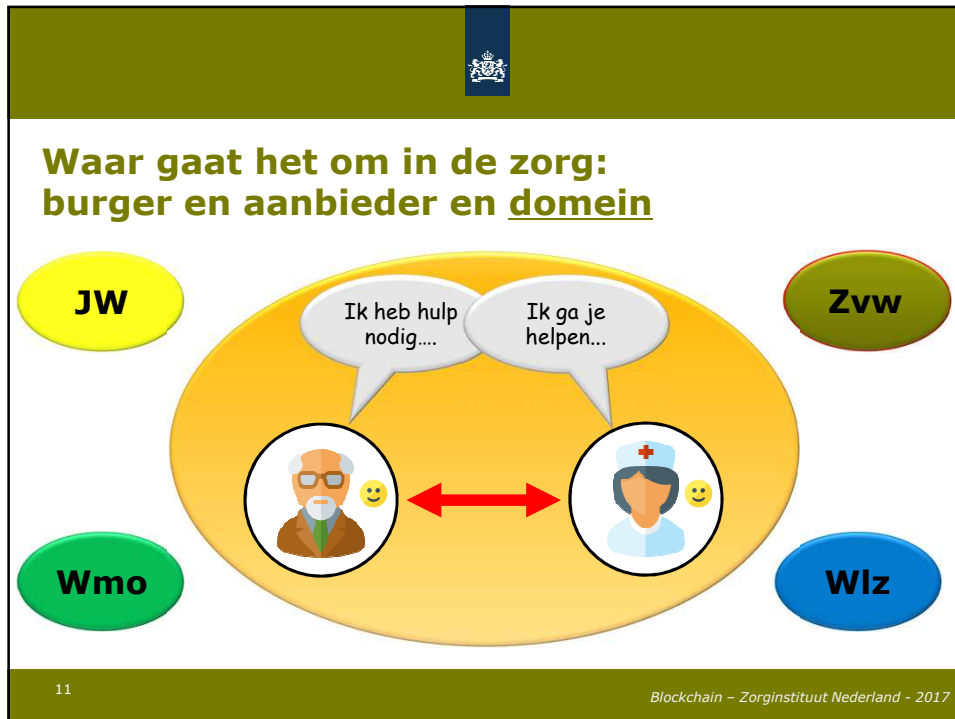 Waar gaat het om in de zorg:
burger en aanbieder en domein
JW
Ik heb hulp
nodig....
Ik ga je
helpen...
Zvw
Wmo
Wlz
11
Blockchain – Zorginstituut Nederland - 2017